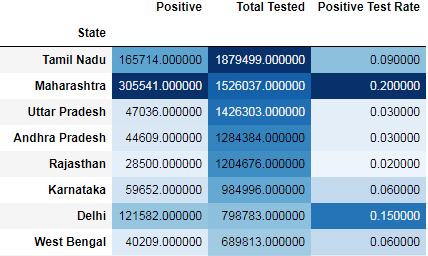 Positive Total Tested Positive Test Rate
State
Tamil Nadu 165714.000000 1879499.000000 0.090000
Maharashtra 305541.000000 1526037.000000 0.200000
Uttar Pradesh 47036.000000 1426303.000000 0.030000
Andhra Pradesh 44609.000000 1284384.000000 0.030000
Rajasthan 28500.000000 1204676.000000 0.020000
Karnataka 59652.000000 984996.000000 0.060000
Delhi 121582.000000 798783.000000 0.150000
West Bengal 40209.000000 689813.000000 0.060000